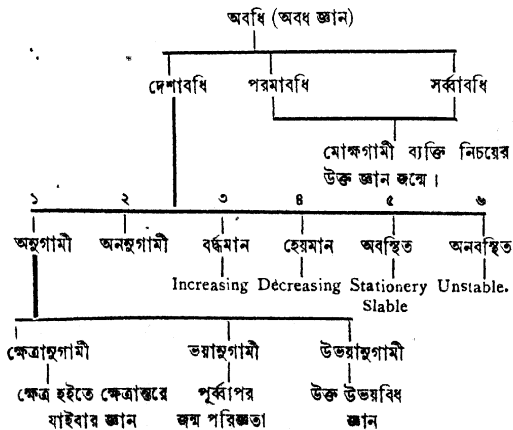 অবধি (অবধ জ্ঞান)
দেশাবধি পরমাবধি সর্ব্বাবধি
মোক্ষগামী ব্যক্তি নিচয়ের
উক্ত জ্ঞান জন্মে।
১ ২ ৩ ৪ ৫ ৬
অনুগামী অননুগামী বর্দ্ধমান হেয়মান অবস্থিত অনবস্থিত
Increasing Decreasing Stationery Unstable.
Slable
ক্ষেত্রানুগামী ভয়ানুগামী উভয়ানুগামী
ক্ষেত্র হইতে ক্ষেত্রান্তরে পূর্ব্বাপর উক্ত উভয়বিধ
যাইবার জ্ঞান জন্ম পরিজ্ঞতা জ্ঞান